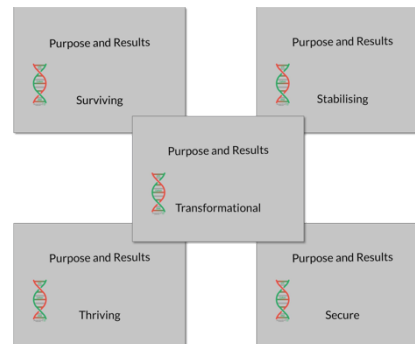 Purpose and Results
Surviving
Purpose and Results
Stabilising
Purpose and Results
Transformational
Purpose and Results
Thriving
Purpose and Results
Secure